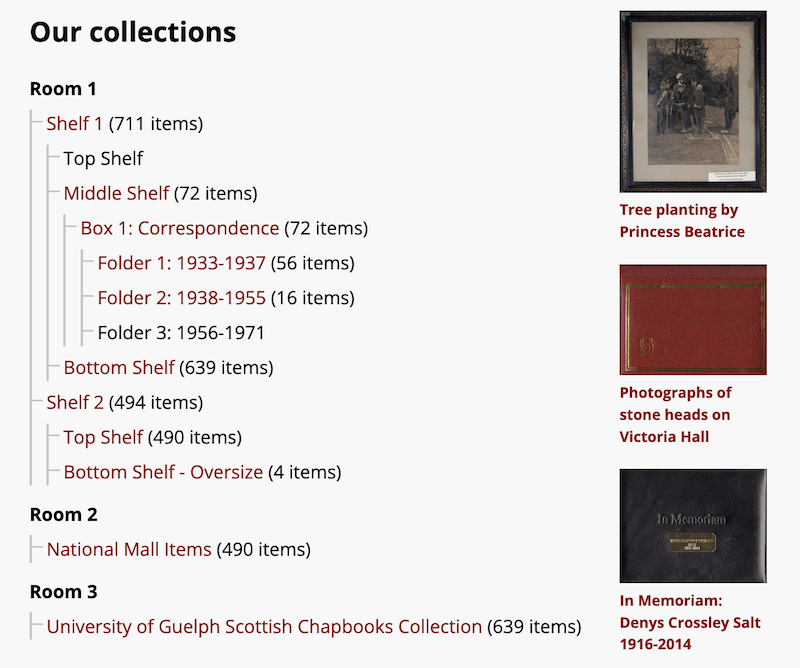 Our collections
Room 1
Shelf 1 (711 items)
Top Shelf
Middle Shelf (72 items)
Box 1: Correspondence (72 items)
Folder 1: 1933-1937 (56 items)
Folder 2: 1938-1955 (16 items)
Folder 3: 1956-1971
Bottom Shelf (639 items)
Shelf 2 (494 items)
Top Shelf (490 items)
Bottom Shelf - Oversize (4 items)
Room 2
National Mall Items (490 items)
Room 3
University of Guelph Scottish Chapbooks Collection (639 items)
Tree planting by
Princess Beatrice
Photographs of
stone heads on
Victoria Hall
In Memoriam
In Memoriam:
Denys Crossley Salt
1916-2014